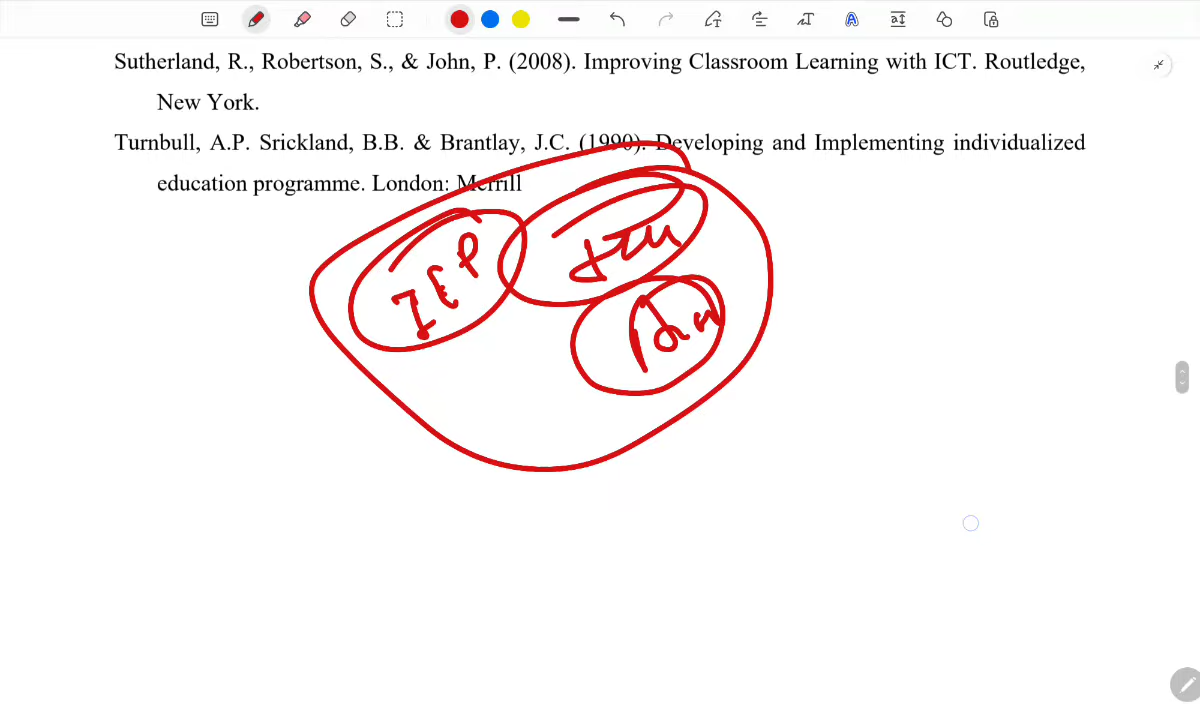 Sutherland, R., Robertson, S., & John, P. (2008). Improving Classroom Learning with ICT. Routledge,
New York.
Turnbull, A.P. Srickland, B.B. & Brantlay, J.C. (1990). Developing and Implementing individualized
education programme. London: Merrill
IEP